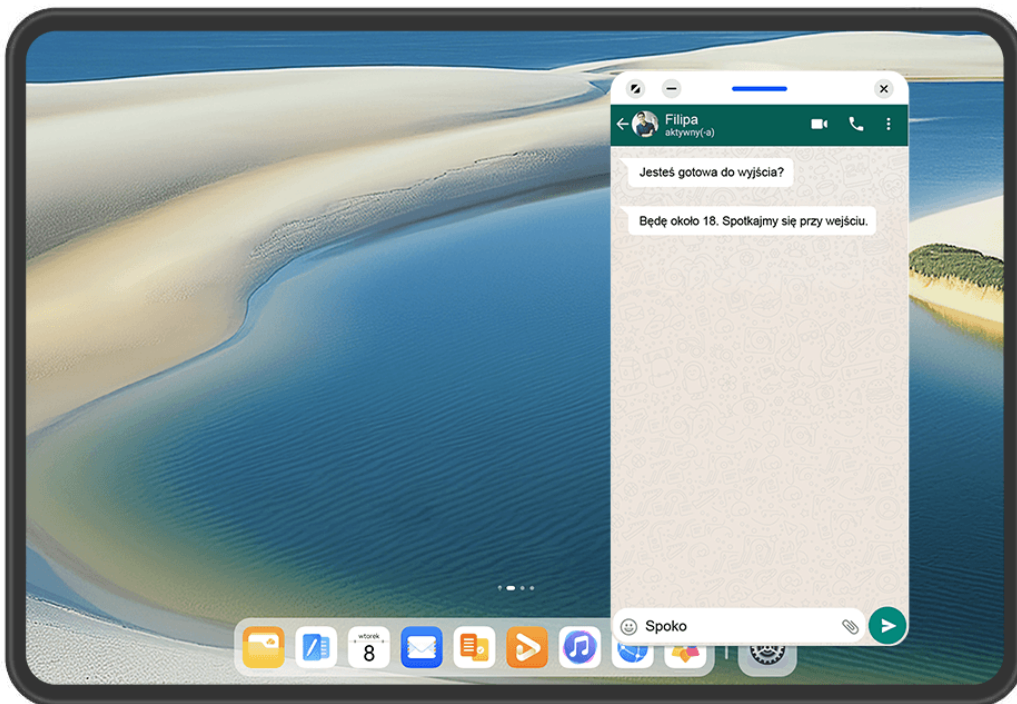 Filipa
aktywny(-a)
Jesteś gotowa do wyjścia?
Będę około 18. Spotkajmy się przy wejściu.
Spoko
wtorek
8